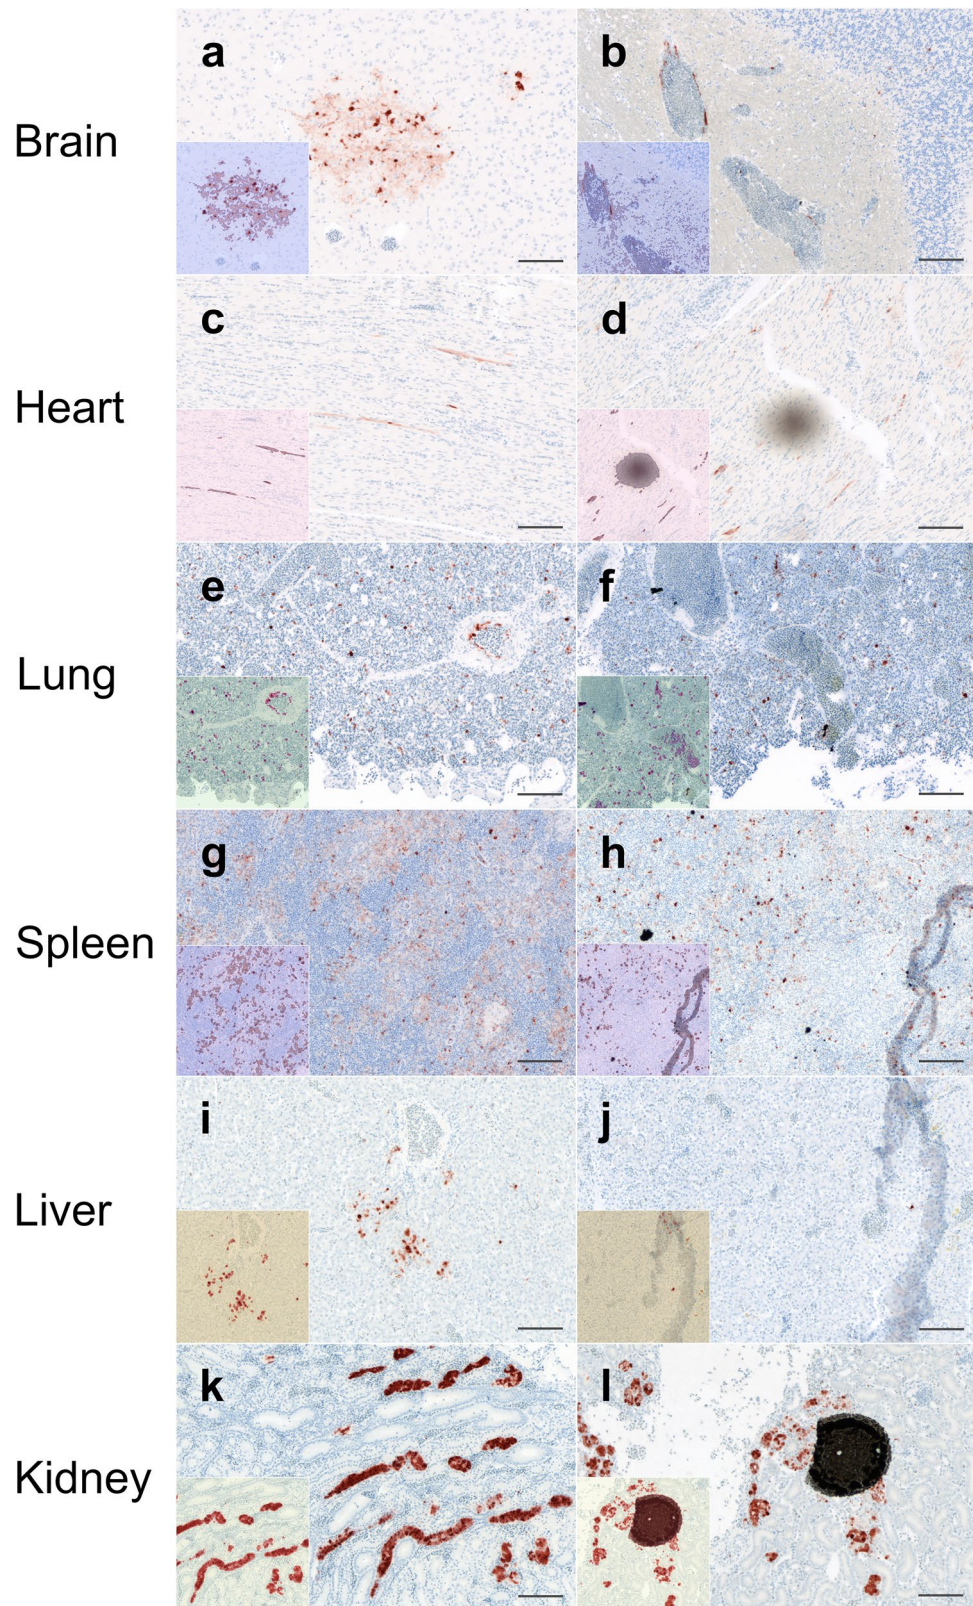 a b
Brain
c d
Heart
e f
Lung
g h
Spleen
i j
Liver
k l
Kidney